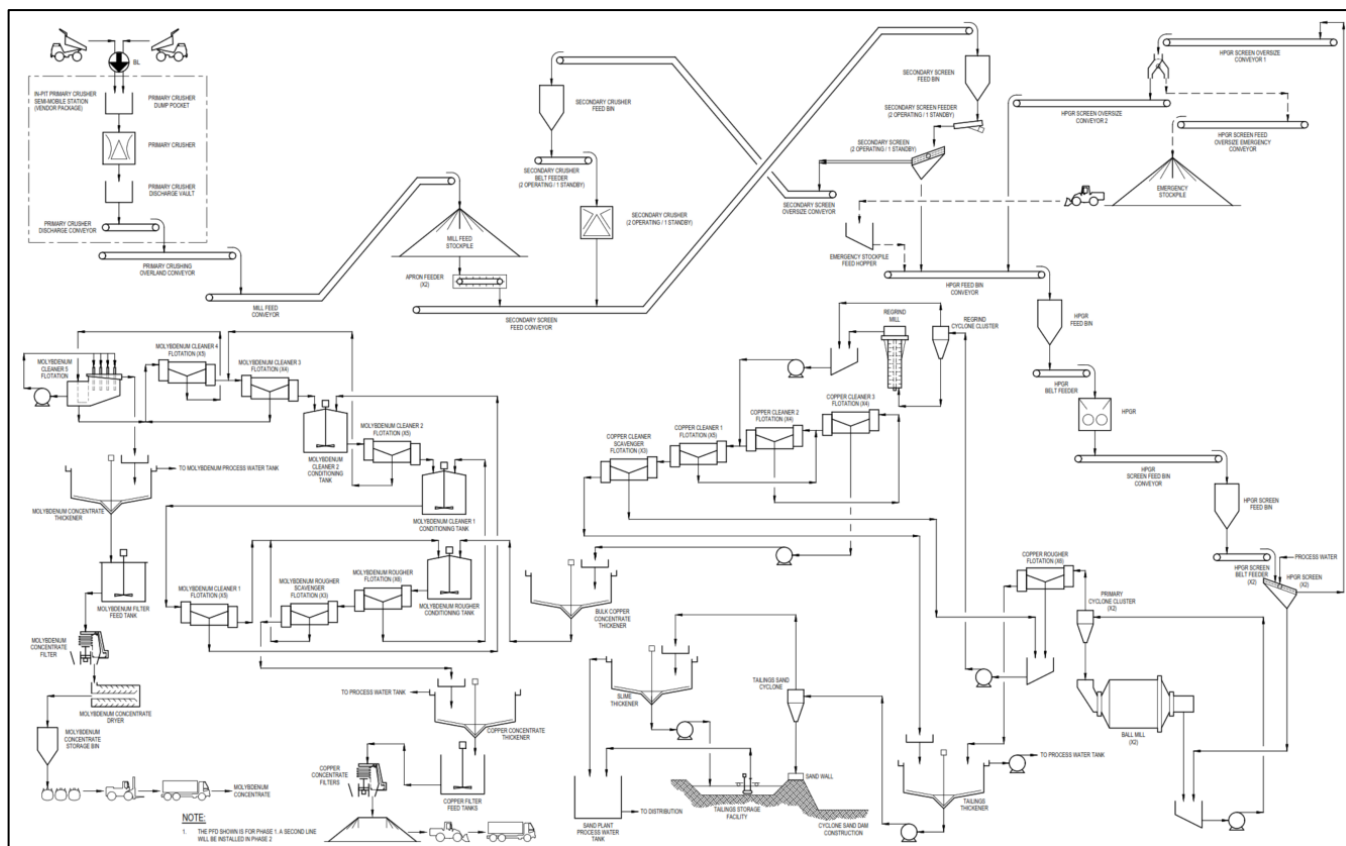 BL
IN-PIT PRIMARY CRUSHER
SEMI-MOBILE STATION
(VENDOR PACKAGE)
PRIMARY CRUSHER
DUMP POCKET
PRIMARY CRUSHER
PRIMARY CRUSHER
DISCHARGE VAULT
PRIMARY CRUSHER
DISCHARGE CONVEYOR
PRIMARY CRUSHING
OVERLAND CONVEYOR
MILL FEED
CONVEYOR
MILL FEED
STOCKPILE
APRON FEEDER
(X2)
SECONDARY CRUSHER
FEED BIN
SECONDARY CRUSHER
BELT FEEDER
(2 OPERATING / 1 STANDBY)
SECONDARY CRUSHER
(2 OPERATING / 1 STANDBY)
SECONDARY SCREEN
FEED CONVEYOR
SECONDARY SCREEN
FEED BIN
SECONDARY SCREEN FEEDER
(2 OPERATING / 1 STANDBY)
SECONDARY SCREEN
(2 OPERATING / 1 STANDBY)
SECONDARY SCREEN
OVERSIZE CONVEYOR
HPGR SCREEN OVERSIZE
CONVEYOR 1
HPGR SCREEN OVERSIZE
CONVEYOR 2
HPGR SCREEN FEED
OVERSIZE EMERGENCY
CONVEYOR
EMERGENCY
STOCKPILE
EMERGENCY STOCKPILE
FEED HOPPER
HPGR FEED BIN
CONVEYOR
HPGR
FEED BIN
HPGR
BELT FEEDER
HPGR
HPGR
SCREEN FEED BIN
CONVEYOR
HPGR SCREEN
FEED BIN
PROCESS WATER
HPGR SCREEN
BELT FEEDER
(X2)
HPGR SCREEN (X2)
REGRIND
MILL
REGRIND
CYCLONE CLUSTER
COPPER CLEANER 3
FLOTATION (X4)
COPPER CLEANER 2
FLOTATION (X4)
COPPER CLEANER 1
FLOTATION (X5)
COPPER CLEANER
SCAVENGER
FLOTATION (X3)
MOLYBDENUM
CLEANER 5
FLOTATION
MOLYBDENUM CLEANER 4
FLOTATION (X5)
MOLYBDENUM CLEANER 3
FLOTATION (X4)
MOLYBDENUM
CLEANER 2
CONDITIONING
TANK
MOLYBDENUM CLEANER 2
FLOTATION (X5)
MOLYBDENUM CLEANER 1
CONDITIONING TANK
TO MOLYBDENUM PROCESS WATER TANK
MOLYBDENUM CONCENTRATE
THICKENER
MOLYBDENUM CLEANER 1
FLOTATION (X5)
MOLYBDENUM ROUGHER
SCAVENGER
FLOTATION (X3)
MOLYBDENUM ROUGHER
FLOTATION (X6)
MOLYBDENUM ROUGHER
CONDITIONING TANK
BULK COPPER
CONCENTRATE THICKENER
MOLYBDENUM FILTER
FEED TANK
MOLYBDENUM
CONCENTRATE
FILTER
MOLYBDENUM CONCENTRATE
DRYER
MOLYBDENUM
CONCENTRATE
STORAGE BIN
MOLYBDENUM
CONCENTRATE
TO PROCESS WATER TANK
COPPER CONCENTRATE
THICKENER
COPPER
CONCENTRATE
FILTERS
COPPER FILTER
FEED TANKS
SLIME
THICKENER
TAILINGS SAND
CYCLONE
SAND WALL
SAND PLANT
PROCESS WATER
TANK
TO DISTRIBUTION
TAILINGS STORAGE
FACILITY
CYCLONE SAND DAM
CONSTRUCTION
COPPER ROUGHER
FLOTATION (X6)
PRIMARY
CYCLONE CLUSTER
(X2)
BALL MILL
(X2)
TO PROCESS WATER TANK
TAILINGS
THICKENER
NOTE:
1. THE PFD SHOWN IS FOR PHASE 1, A SECOND LINE
WILL BE INSTALLED IN PHASE 2